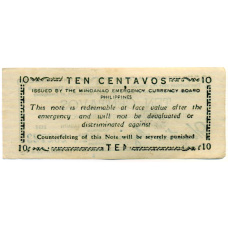 10 TEN CENTAVOS 10
ISSUED BY THE MINDANAO EMERGENCY CURRENCY BOARD
PHILIPPINES
This note is redeemable at face value after the
emergency and will not be devaluated or
discriminated against
Counterfeiting of this Note will be severely punished
10 TEN 10